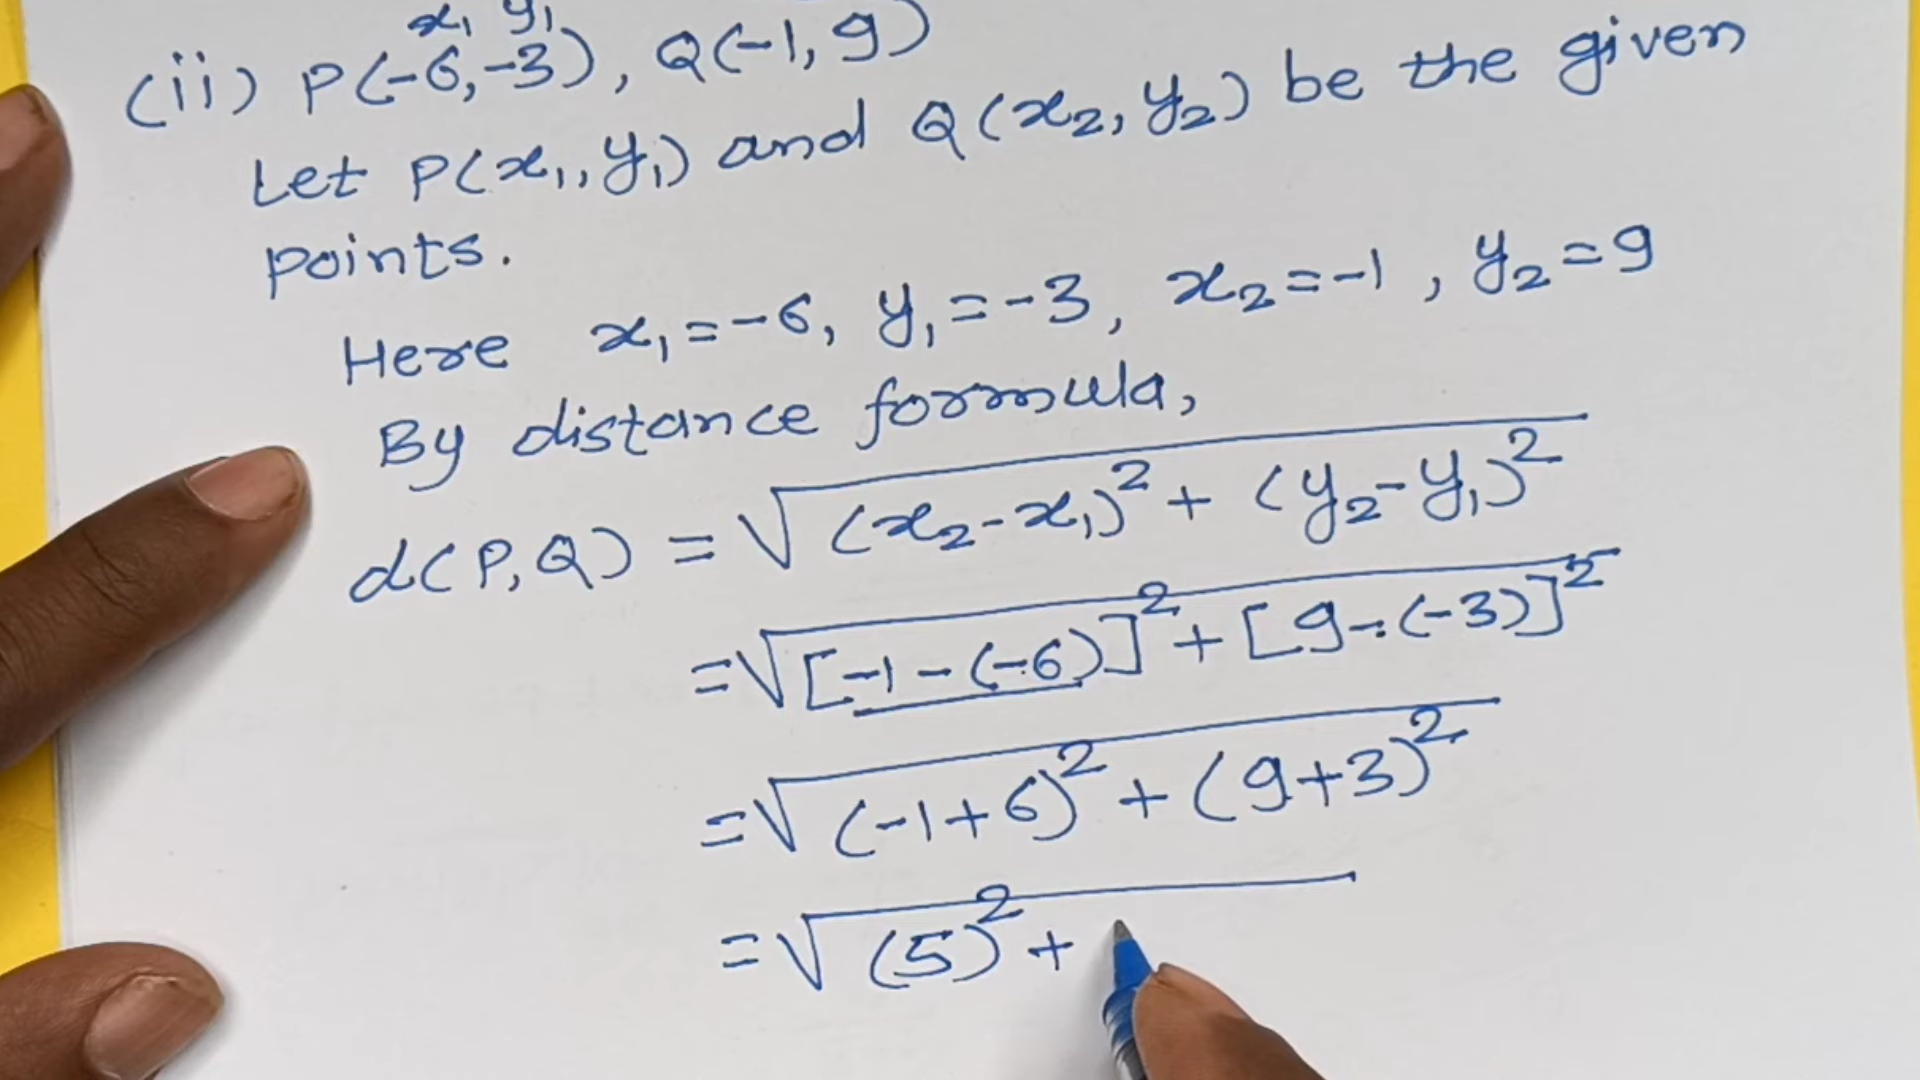 x₁ y₁
(ii) P(-6,-3), Q(-1,9)
Let P(x₁,y₁) and Q(x₂,y₂) be the given
points.
Here x₁=-6, y₁=-3, x₂=-1, y₂=9
By distance formula,
d(P,Q) = √(x₂-x₁)²+(y₂-y₁)²
=√[-1-(-6)]²+[9-(-3)]²
=√(-1+6)²+(9+3)²
=√(5)²+